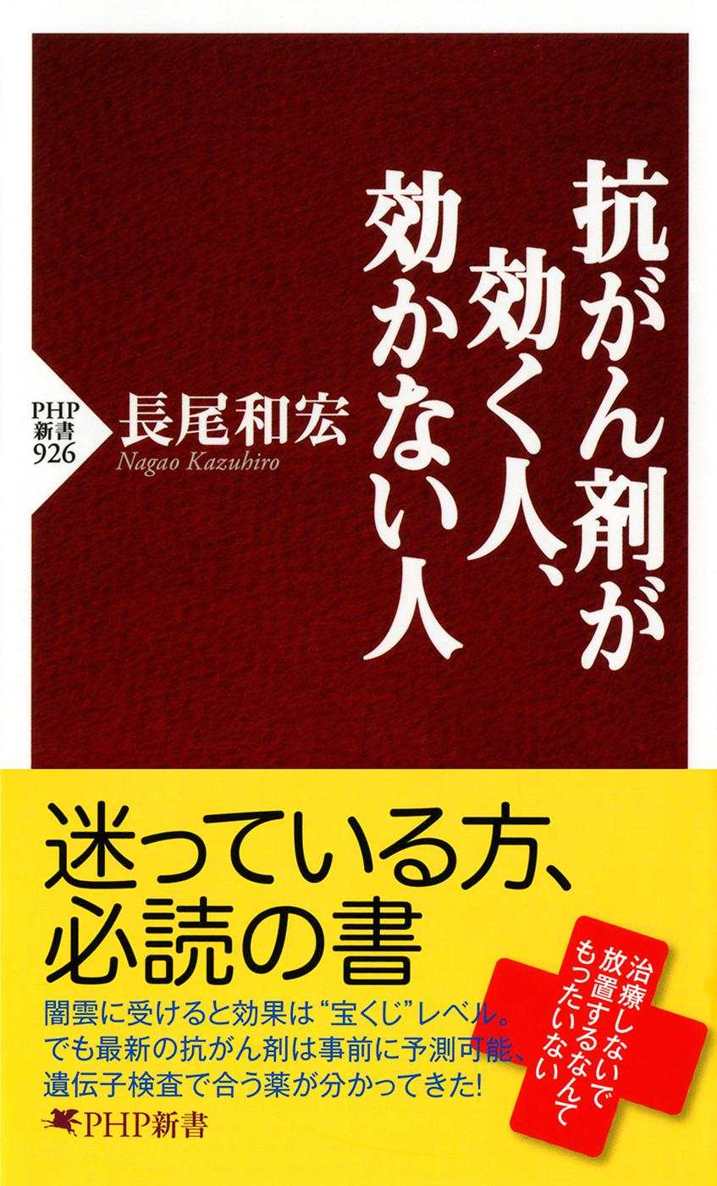 抗がん剤が
効く人、
効かない人
長尾和宏
Nagao Kazuhiro
PHP
新書
926
迷っている方、
必読の書
闇雲に受けると効果は“宝くじ”レベル。
でも最新の抗がん剤は事前に予測可能、
遺伝子検査で合う薬が分かってきた!
治療しないで
放置するなんて
もったいない
PHP新書